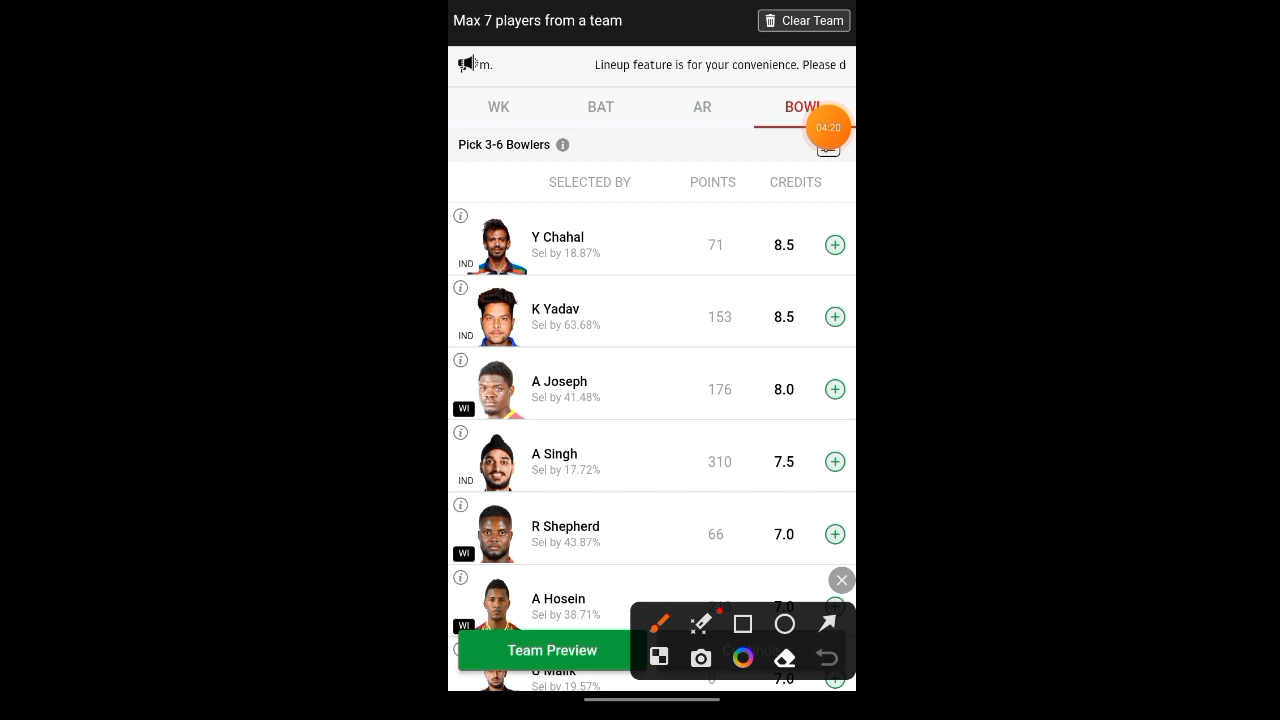 Max 7 players from a team
Clear Team
m. Lineup feature is for your convenience. Please d
WK BAT AR BOWL
04:20
Pick 3-6 Bowlers
SELECTED BY POINTS CREDITS
Y Chahal
Sel by 18.87%
IND
71 8.5
K Yadav
Sel by 63.68%
IND
153 8.5
A Joseph
Sel by 41.48%
WI
176 8.0
A Singh
Sel by 17.72%
IND
310 7.5
R Shepherd
Sel by 43.87%
WI
66 7.0
A Hosein
Sel by 38.71%
WI
7.0
Team Preview
Sel by 19.57%
0 7.0